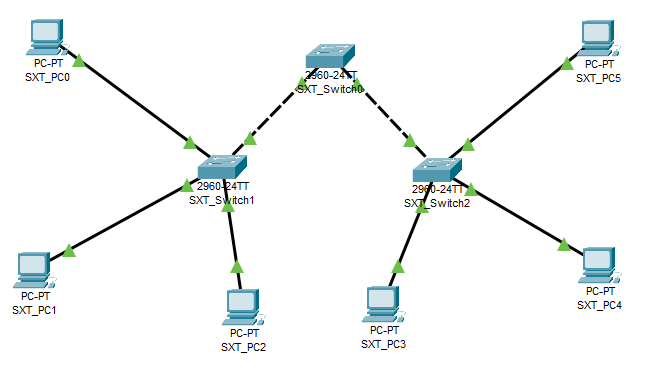 PC-PT
SXT_PC0
2960-24TT
SXT_Switch0
PC-PT
SXT_PC5
2960-24TT
SXT_Switch1
2960-24TT
SXT_Switch2
PC-PT
SXT_PC1
PC-PT
SXT_PC2
PC-PT
SXT_PC3
PC-PT
SXT_PC4